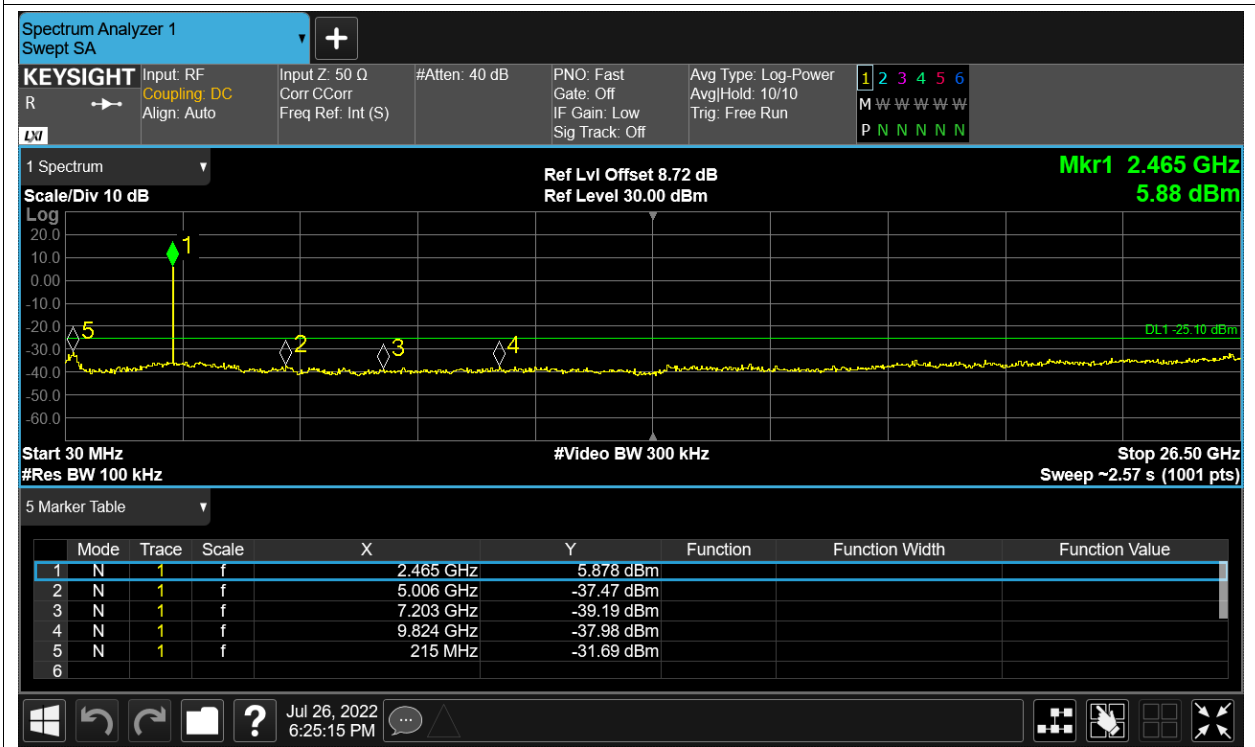 Spectrum Analyzer 1
Swept SA
KEYSIGHT Input: RF Input Z: 50 Ω #Atten: 40 dB PNO: Fast Avg Type: Log-Power 1 2 3 4 5 6
R Coupling: DC Corr CCorr Gate: Off Avg|Hold: 10/10 M W W W W W
Align: Auto Freq Ref: Int (S) IF Gain: Low Trig: Free Run
LXI Sig Track: Off P N N N N N
1 Spectrum Ref Lvl Offset 8.72 dB Mkr1 2.465 GHz
Scale/Div 10 dB Ref Level 30.00 dBm 5.88 dBm
Log
20.0
10.0 1
0.00
-10.0
-20.0 5 DL1 -25.10 dBm
-30.0 2 3 4
-40.0
-50.0
-60.0
Start 30 MHz #Video BW 300 kHz Stop 26.50 GHz
#Res BW 100 kHz Sweep ~2.57 s (1001 pts)
5 Marker Table
Mode Trace Scale X Y Function Function Width Function Value
1 N 1 f 2.465 GHz 5.878 dBm
2 N 1 f 5.006 GHz -37.47 dBm
3 N 1 f 7.203 GHz -39.19 dBm
4 N 1 f 9.824 GHz -37.98 dBm
5 N 1 f 215 MHz -31.69 dBm
6
? Jul 26, 2022
6:25:15 PM